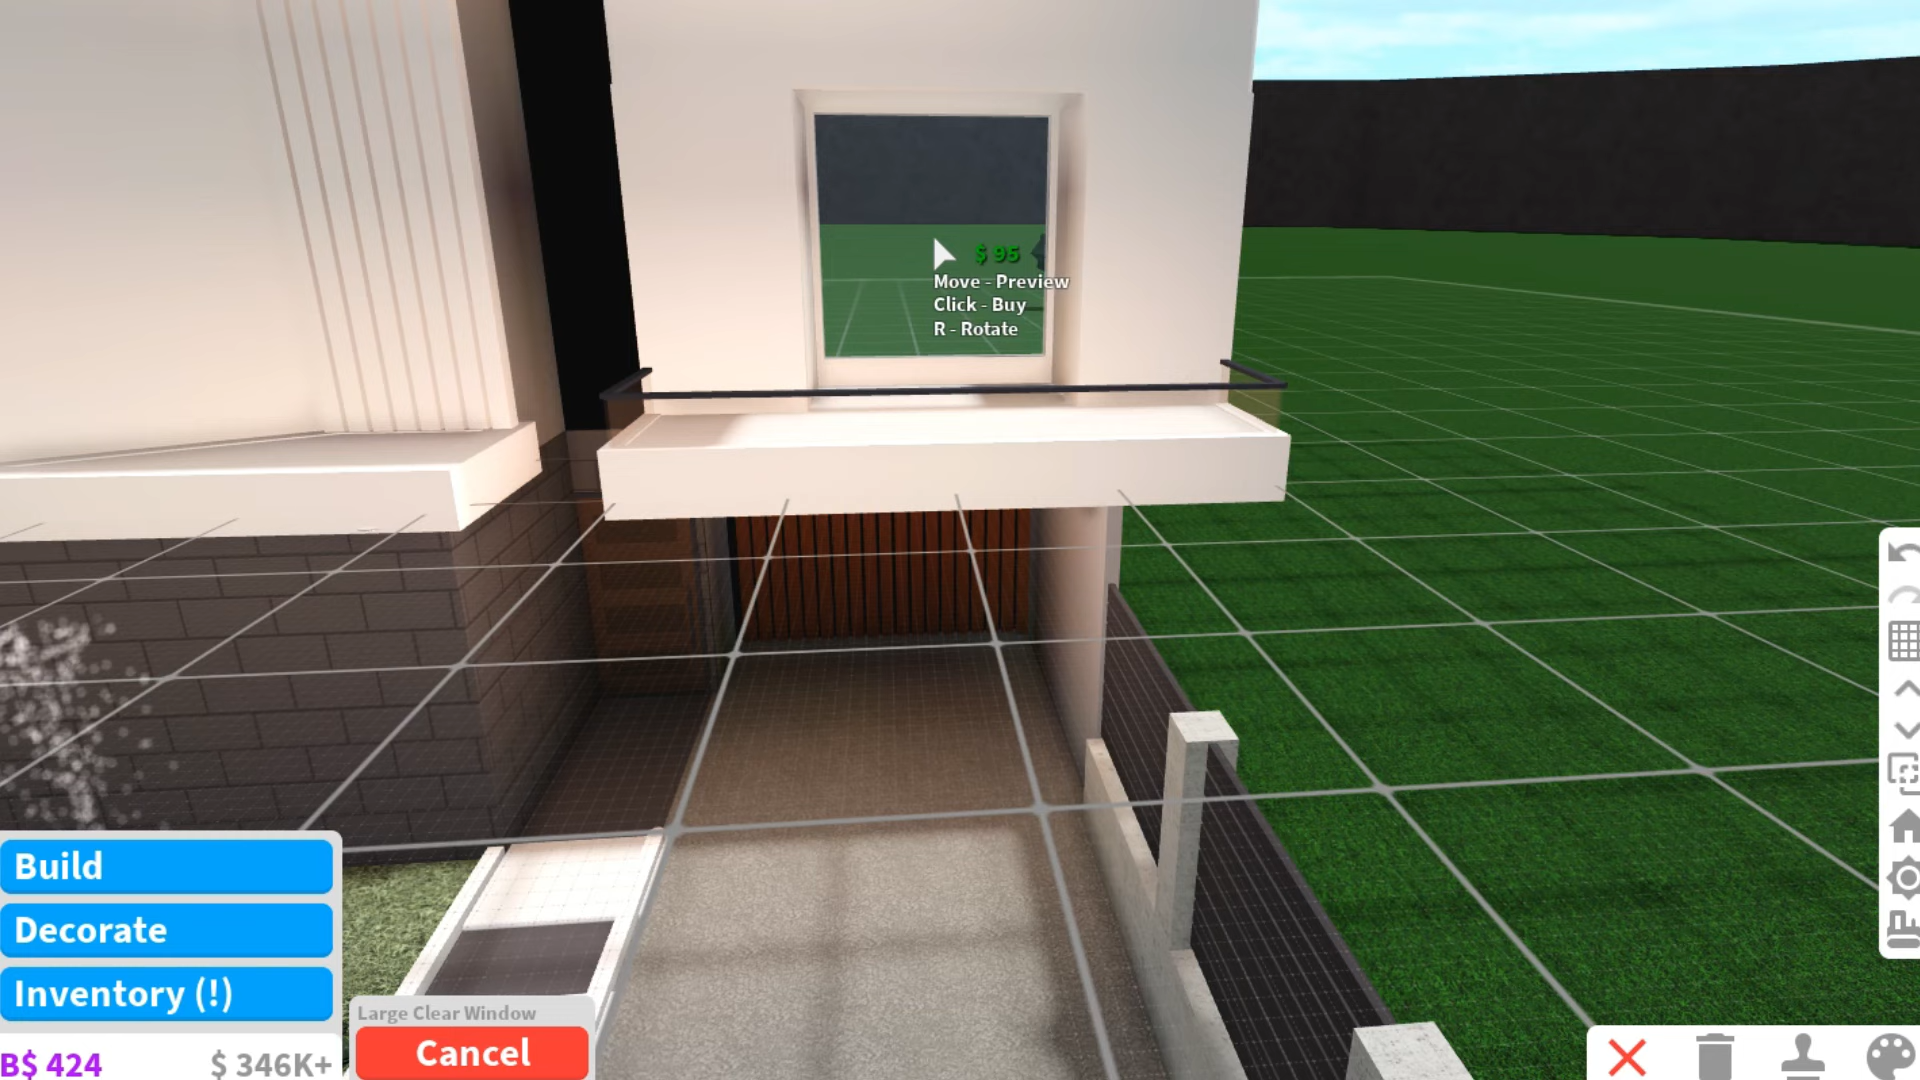 $ 95
Move - Preview
Click - Buy
R - Rotate
Build
Decorate
Inventory (!)
Large Clear Window
Cancel
B$ 424
$ 346K+